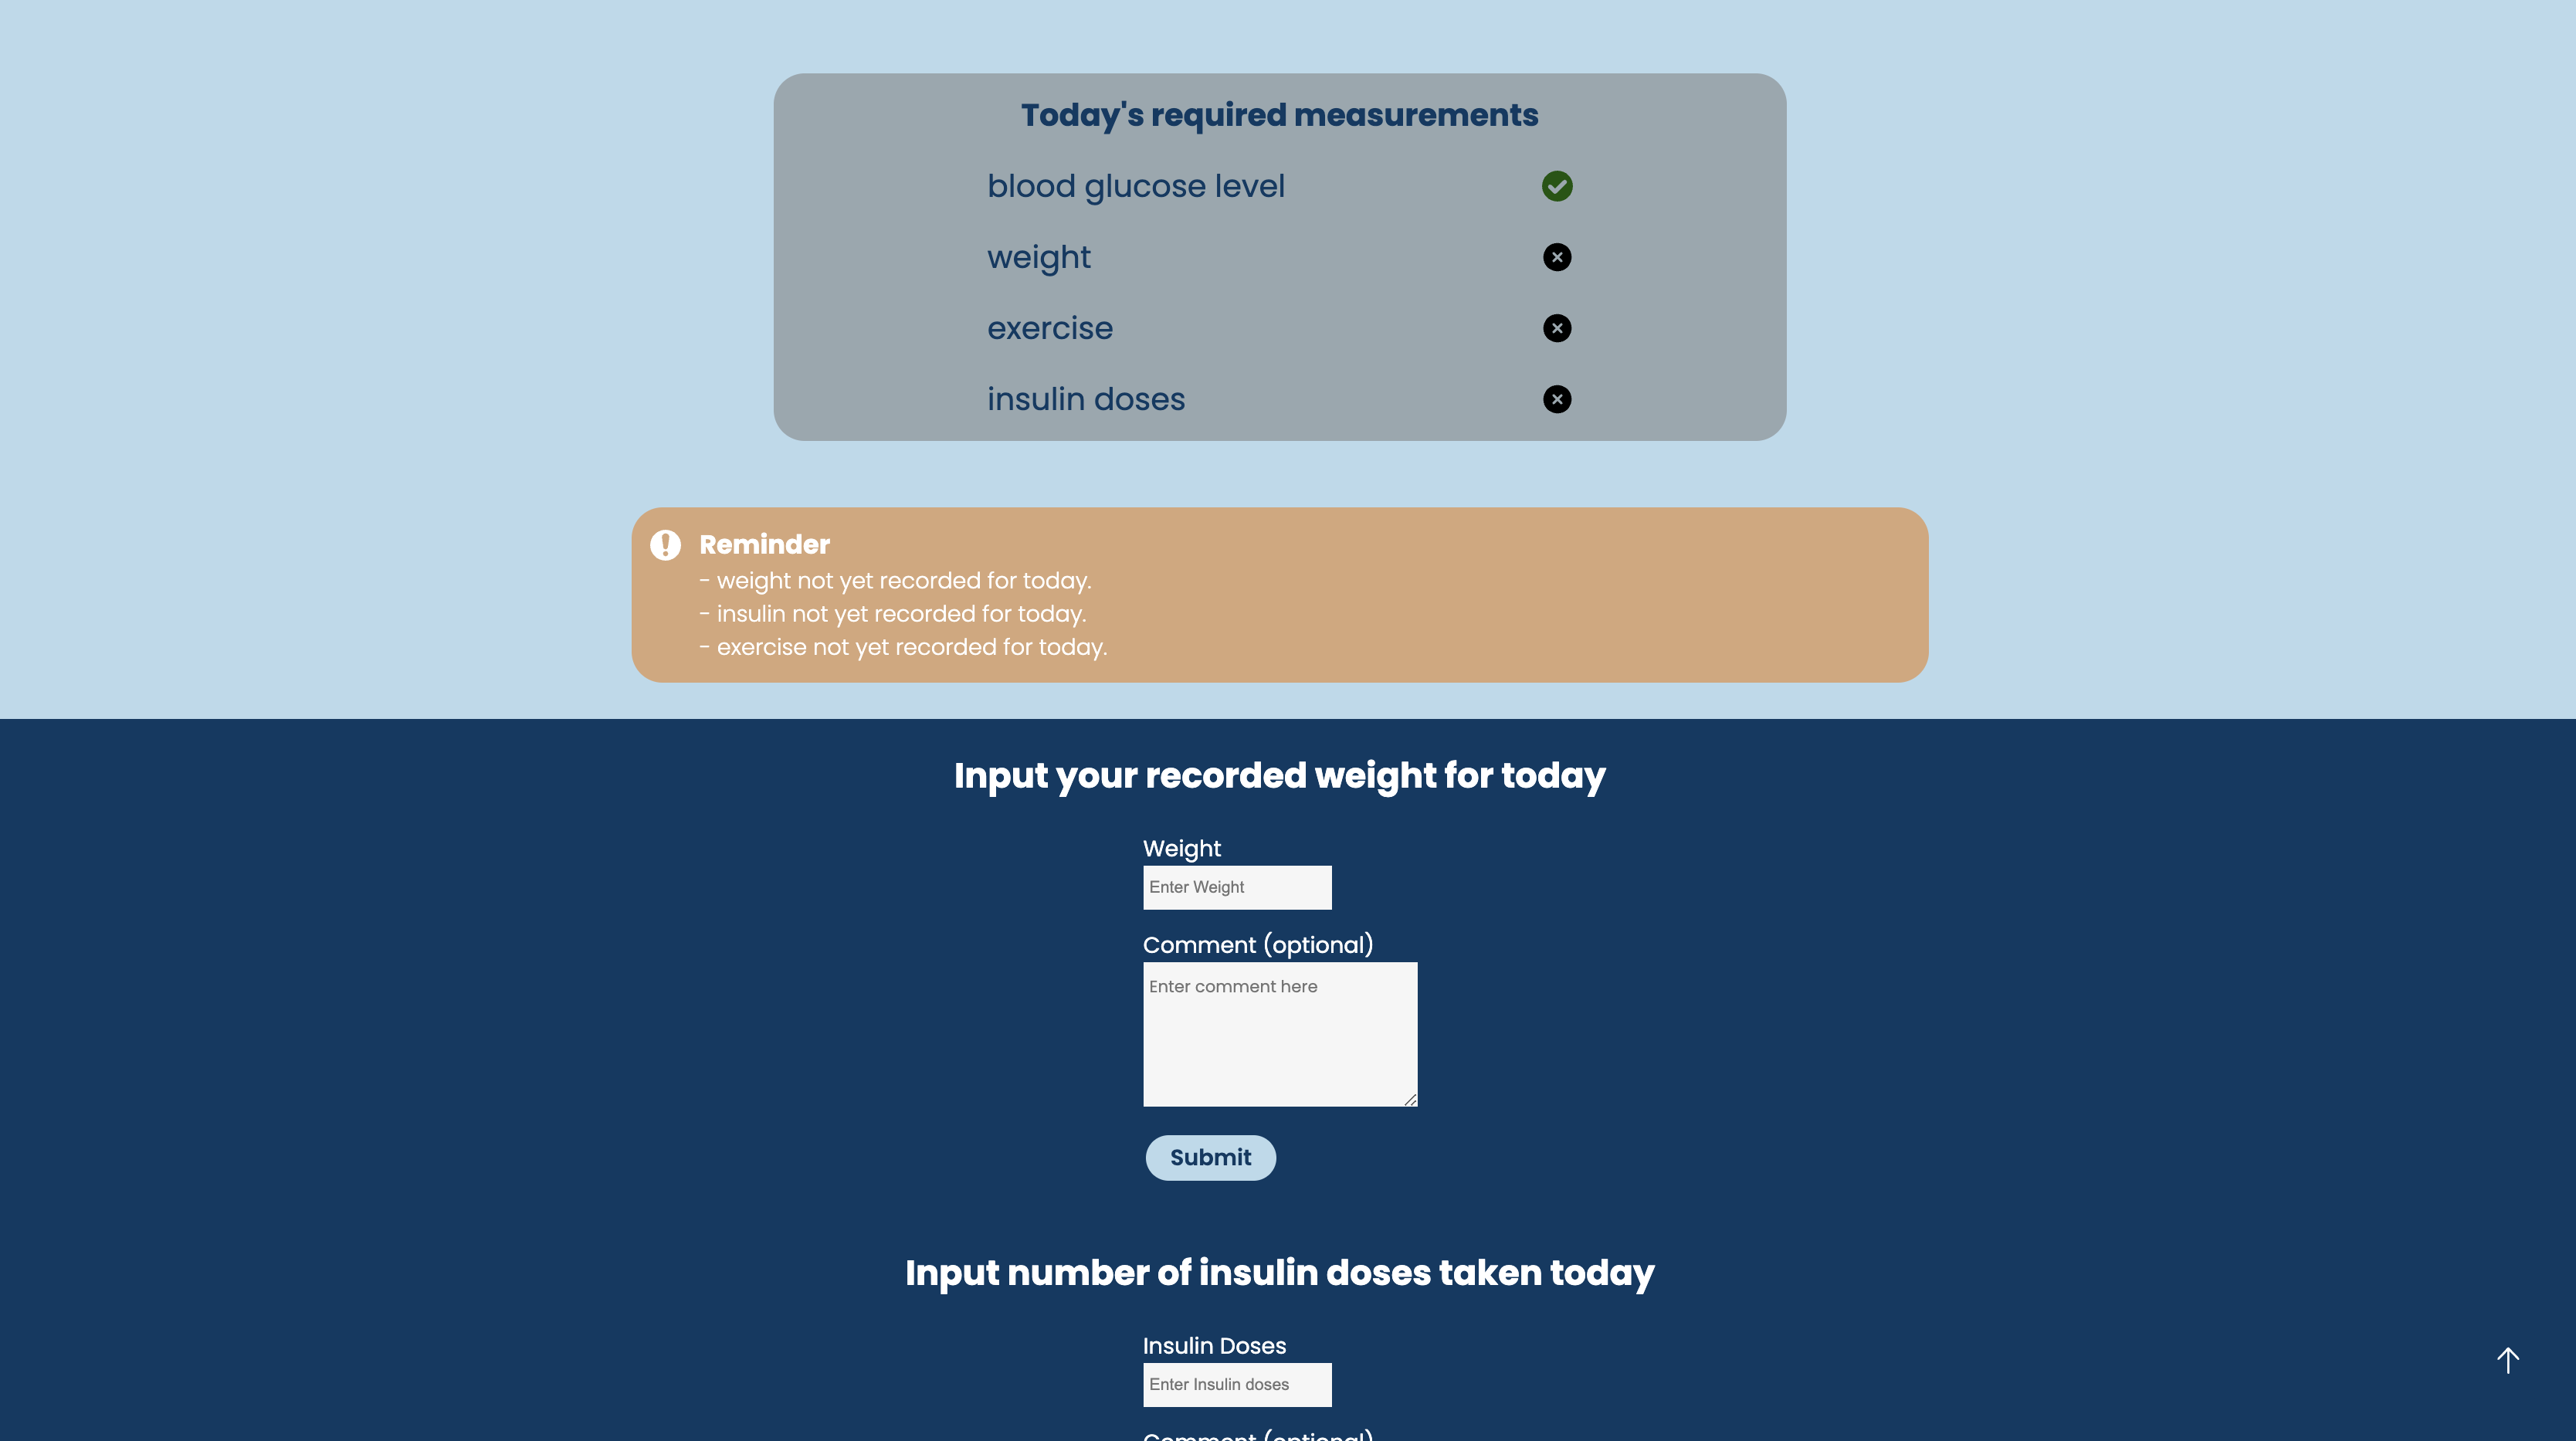 Today's required measurements
blood glucose level
weight
exercise
insulin doses
Reminder
- weight not yet recorded for today.
- insulin not yet recorded for today.
- exercise not yet recorded for today.
Input your recorded weight for today
Weight
Enter Weight
Comment (optional)
Enter comment here
Submit
Input number of insulin doses taken today
Insulin Doses
Enter Insulin doses
Comment (optional)